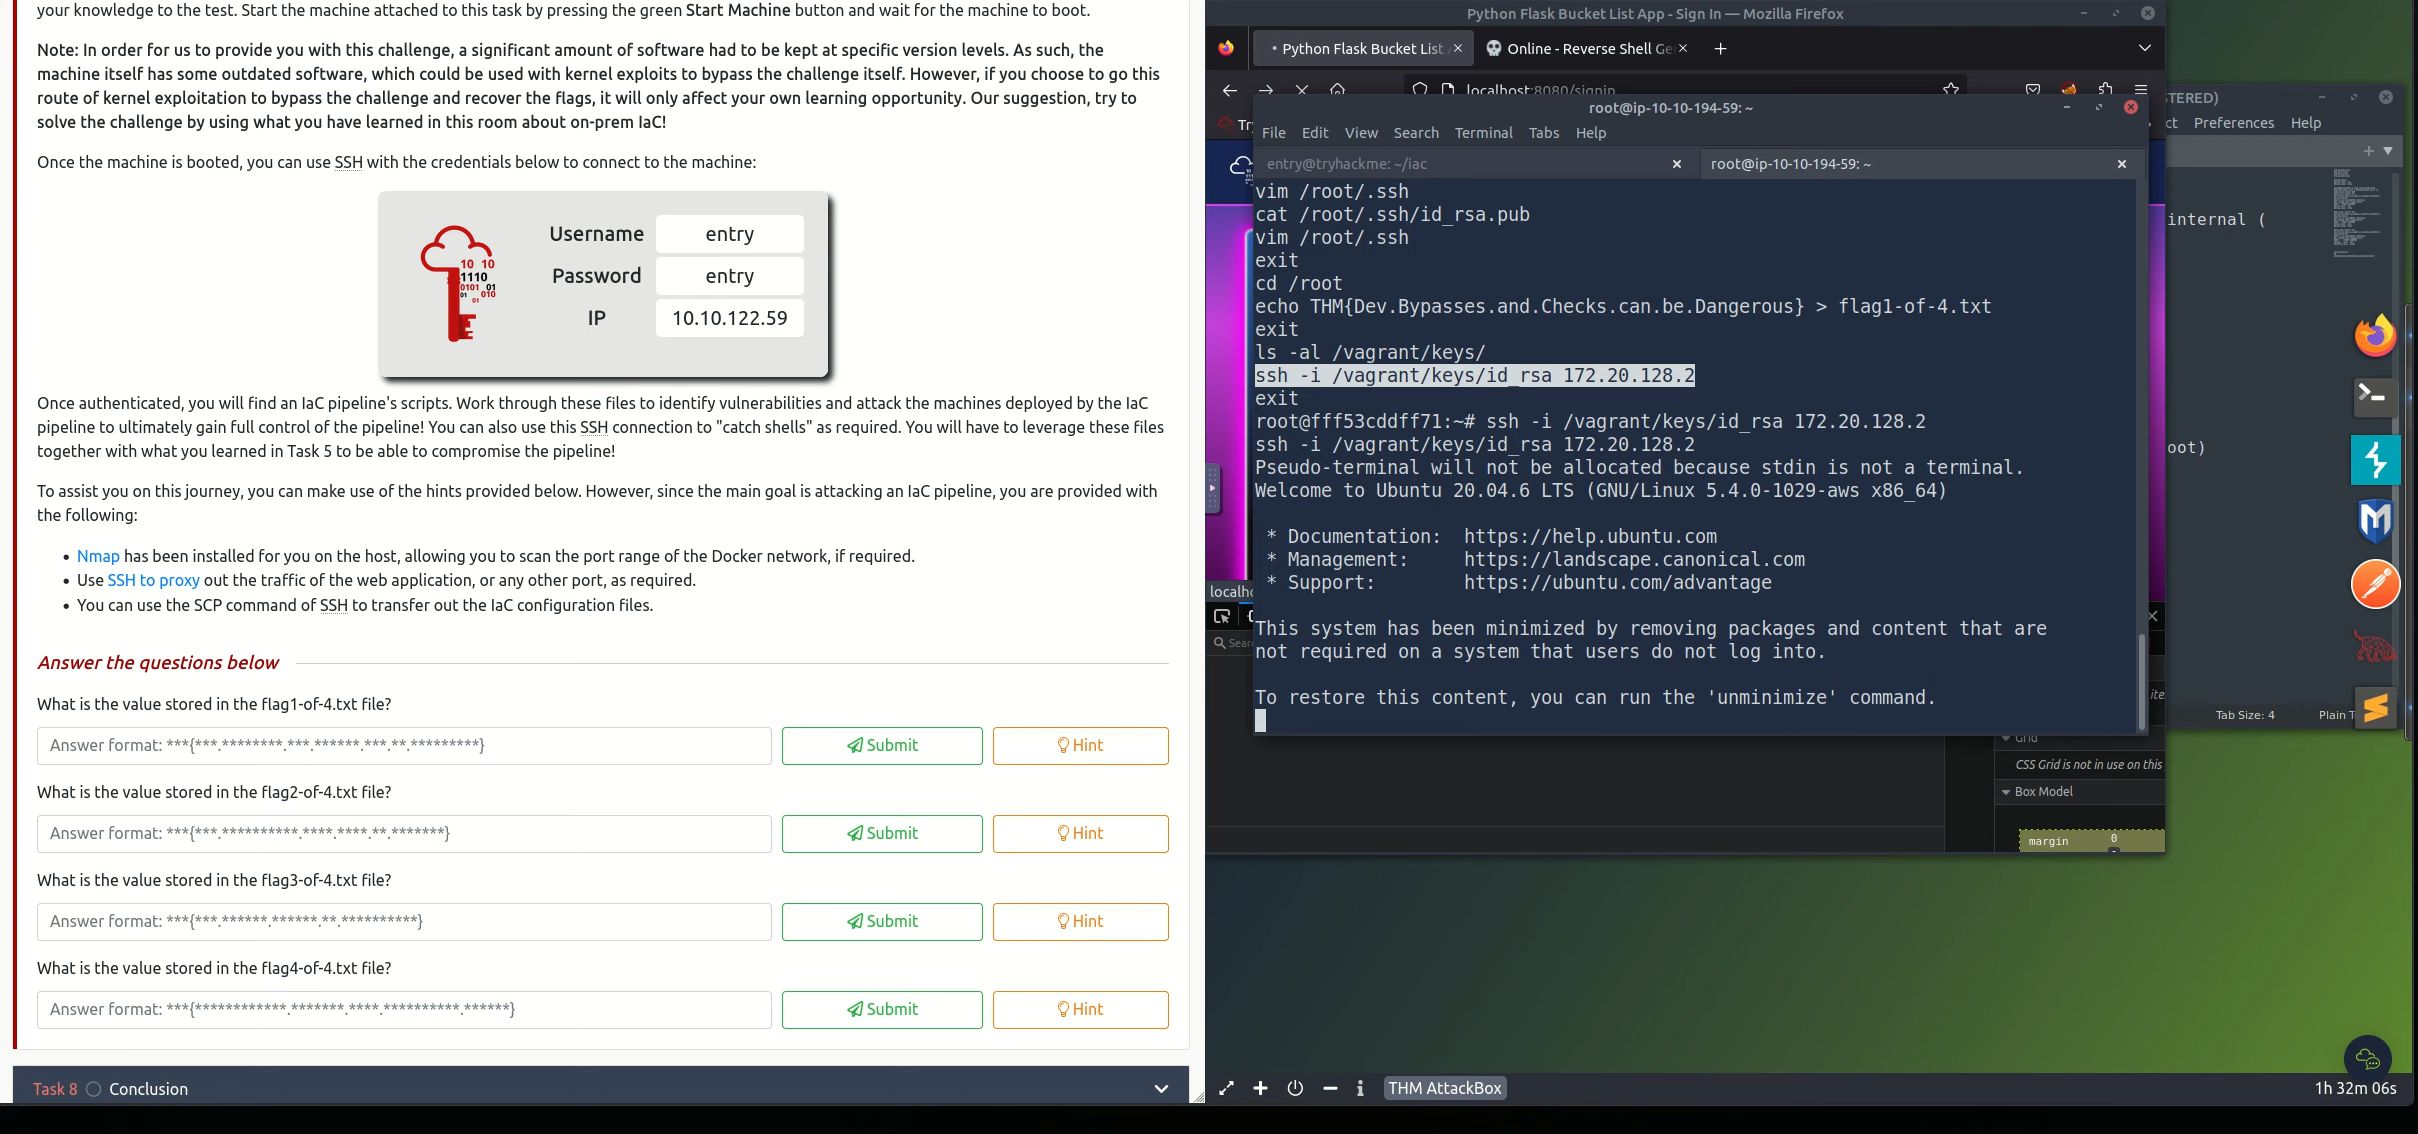 your knowledge to the test. Start the machine attached to this task by pressing the green Start Machine button and wait for the machine to boot.
Note: In order for us to provide you with this challenge, a significant amount of software had to be kept at specific version levels. As such, the
machine itself has some outdated software, which could be used with kernel exploits to bypass the challenge itself. However, if you choose to go this
route of kernel exploitation to bypass the challenge and recover the flags, it will only affect your own learning opportunity. Our suggestion, try to
solve the challenge by using what you have learned in this room about on-prem IaC!
Once the machine is booted, you can use SSH with the credentials below to connect to the machine:
10 10
1110
0101 01
01 010
01
Username entry
Password entry
IP 10.10.122.59
Once authenticated, you will find an IaC pipeline's scripts. Work through these files to identify vulnerabilities and attack the machines deployed by the IaC
pipeline to ultimately gain full control of the pipeline! You can also use this SSH connection to "catch shells" as required. You will have to leverage these files
together with what you learned in Task 5 to be able to compromise the pipeline!
To assist you on this journey, you can make use of the hints provided below. However, since the main goal is attacking an IaC pipeline, you are provided with
the following:
• Nmap has been installed for you on the host, allowing you to scan the port range of the Docker network, if required.
• Use SSH to proxy out the traffic of the web application, or any other port, as required.
• You can use the SCP command of SSH to transfer out the IaC configuration files.
Answer the questions below
What is the value stored in the flag1-of-4.txt file?
Answer format: ***{***.********.***.******.***.**.*********} Submit Hint
What is the value stored in the flag2-of-4.txt file?
Answer format: ***{***.**********.****.****.**.*******} Submit Hint
What is the value stored in the flag3-of-4.txt file?
Answer format: ***{***.******.******.**.**********} Submit Hint
What is the value stored in the flag4-of-4.txt file?
Answer format: ***{************.*******.****.**********.******} Submit Hint
Task 8 Conclusion
Python Flask Bucket List App - Sign In — Mozilla Firefox
Python Flask Bucket List Online - Reverse Shell Ge
localhost:8080/signin
Try
root@ip-10-10-194-59: ~
File Edit View Search Terminal Tabs Help
entry@tryhackme: ~/iac root@ip-10-10-194-59: ~
vim /root/.ssh
cat /root/.ssh/id_rsa.pub
vim /root/.ssh
exit
cd /root
echo THM{Dev.Bypasses.and.Checks.can.be.Dangerous} > flag1-of-4.txt
exit
ls -al /vagrant/keys/
ssh -i /vagrant/keys/id_rsa 172.20.128.2
exit
root@fff53cddff71:~# ssh -i /vagrant/keys/id_rsa 172.20.128.2
ssh -i /vagrant/keys/id_rsa 172.20.128.2
Pseudo-terminal will not be allocated because stdin is not a terminal.
Welcome to Ubuntu 20.04.6 LTS (GNU/Linux 5.4.0-1029-aws x86_64)
* Documentation: https://help.ubuntu.com
* Management: https://landscape.canonical.com
* Support: https://ubuntu.com/advantage
This system has been minimized by removing packages and content that are
not required on a system that users do not log into.
To restore this content, you can run the 'unminimize' command.
localho
Sear
TERED)
ct Preferences Help
internal (
oot)
ite
Tab Size: 4 Plain T
Grid
CSS Grid is not in use on this
Box Model
margin 0
THM AttackBox
1h 32m 06s